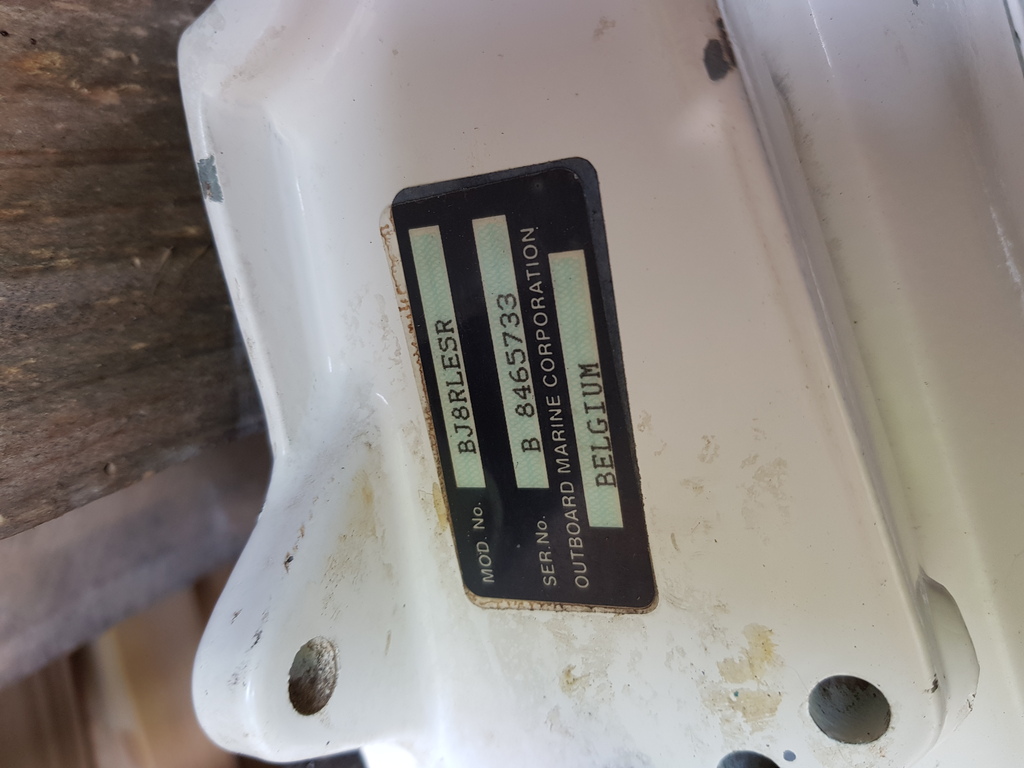 MOD. No. BJ8RLESR
SER.No. B 8465733
OUTBOARD MARINE CORPORATION
BELGIUM